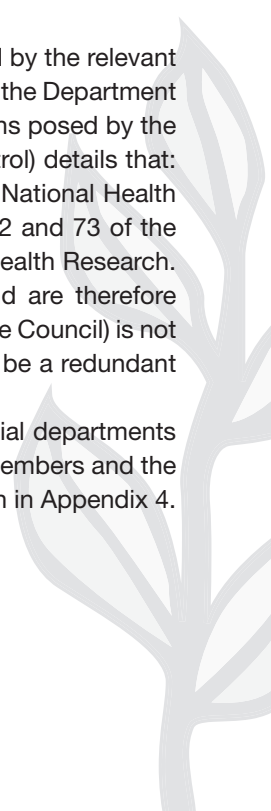 by the relevant
the Department
ns posed by the
rol) details that:
National Health
2 and 73 of the
ealth Research.
d are therefore
e Council) is not
be a redundant
ial departments
embers and the
n in Appendix 4.